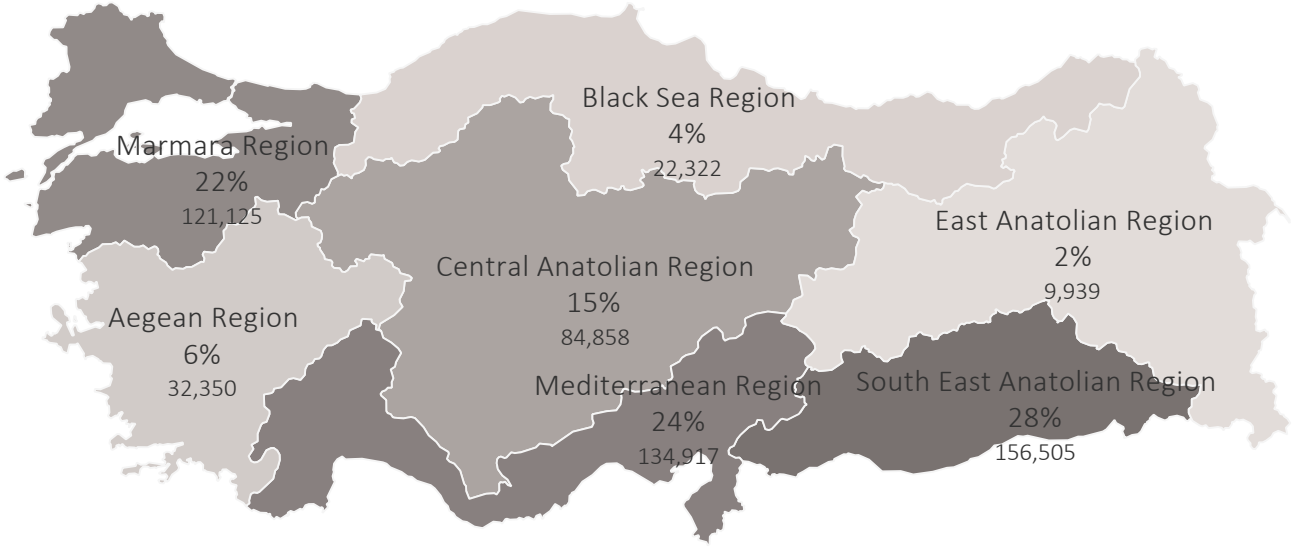 Black Sea Region
4%
22,322
Marmara Region
22%
121,125
East Anatolian Region
2%
9,939
Central Anatolian Region
15%
84,858
Aegean Region
6%
32,350
Mediterranean Region
24%
134,917
South East Anatolian Region
28%
156,505